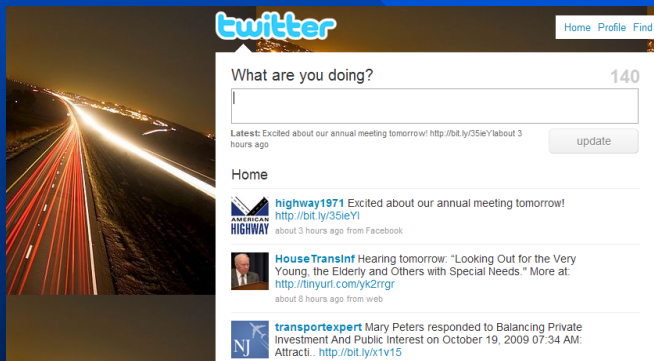 twitter
Home Profile Find
What are you doing?
140
Latest: Excited about our annual meeting tomorrow! http://bit.ly/35ieYlabout 3
hours ago
update
Home
highway1971 Excited about our annual meeting tomorrow!
http://bit.ly/35ieYl
about 3 hours ago from Facebook
AMERICAN
HIGHWAY
HouseTransInf Hearing tomorrow: "Looking Out for the Very
Young, the Elderly and Others with Special Needs." More at:
http://tinyurl.com/yk2rrgr
about 8 hours ago from web
transportexpert Mary Peters responded to Balancing Private
Investment And Public Interest on October 19, 2009 07:34 AM:
Attracti.. http://bit.ly/x1v15
NJ